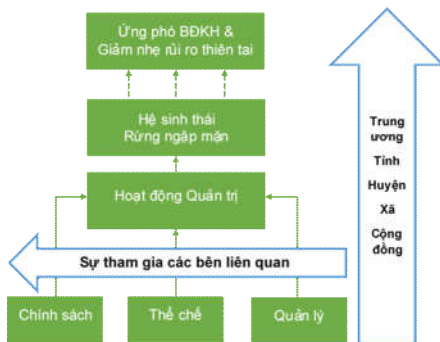 Ứng phó BĐKH &
Giảm nhẹ rủi ro thiên tai
Hệ sinh thái
Rừng ngập mặn
Hoạt động Quản trị
Sự tham gia các bên liên quan
Chính sách
Thể chế
Quản lý
Trung
ương
Tỉnh
Huyện
Xã
Cộng
đồng